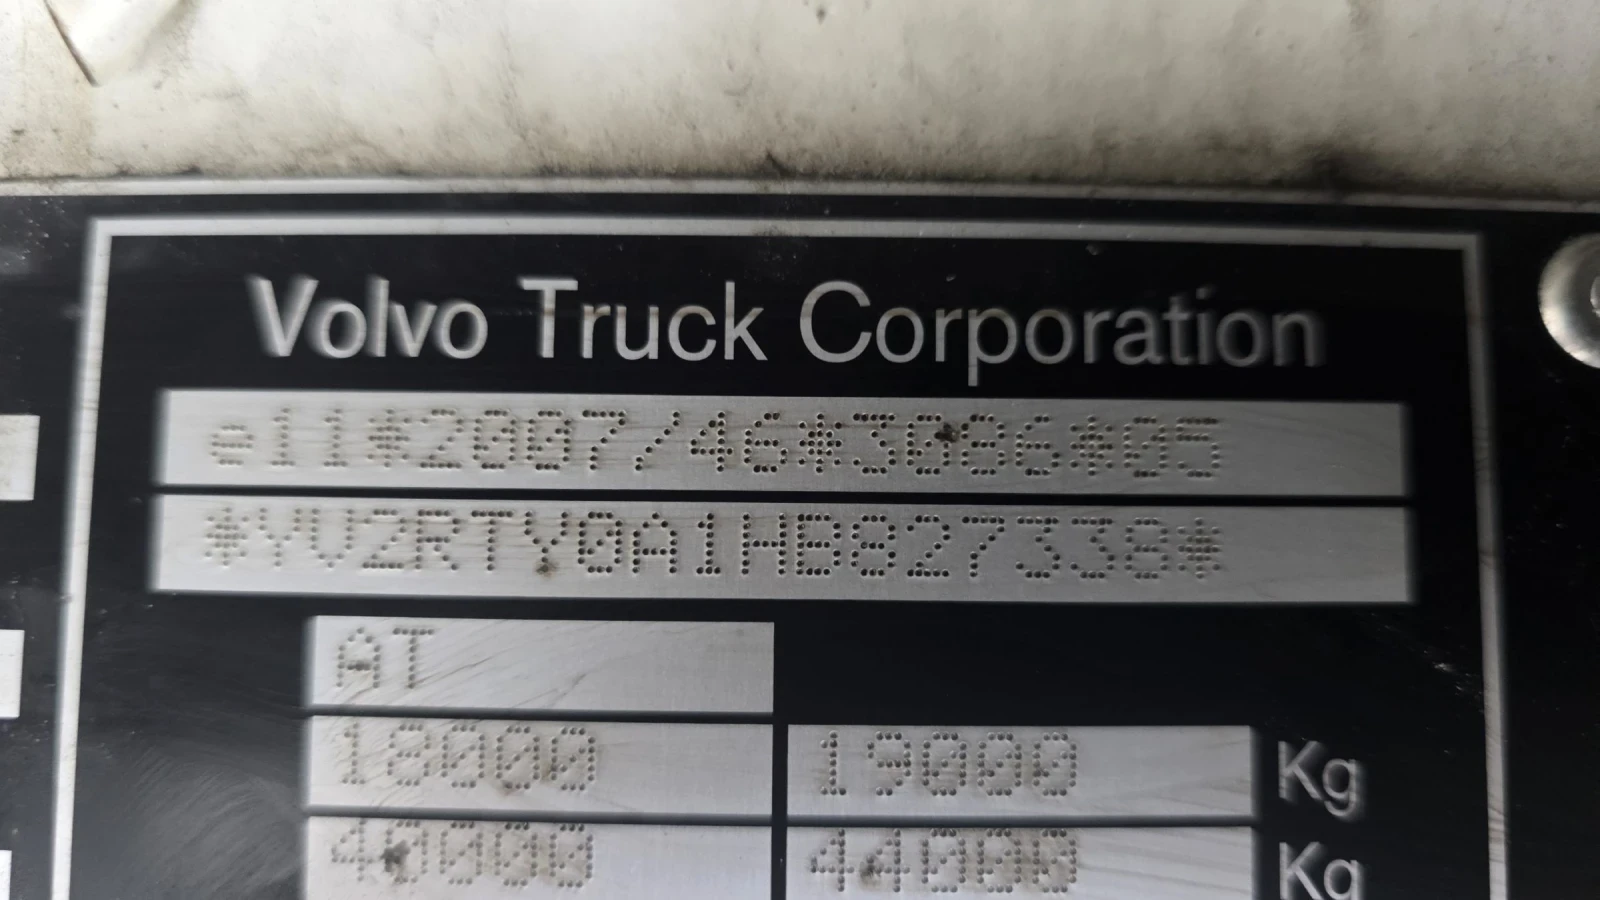 Volvo Truck Corporation
e11*2007/46*3086*05
*YV2RTY0A1HB827338*
AT
18000 19000 Kg
40000 44000 Kg